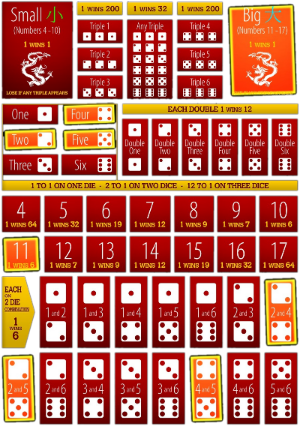 Small 小
(Numbers 4 -10)
1 WINS 1
LOSE IF ANY TRIPLE APPEARS
1 WINS 200
1 WINS 32
1 WINS 200
Triple 1
Triple 2
Triple 3
Any Triple
Triple 4
Triple 5
Triple 6
Big 大
(Numbers 11 -17)
1 WINS 1
One
Four
Two
Five
Three
Six
EACH DOUBLE 1 WINS 12
Double One
Double Two
Double Three
Double Four
Double Five
Double Six
1 TO 1 ON ONE DIE - 2 TO 1 ON TWO DICE - 12 TO 1 ON THREE DICE
4 5 6 7 8 9 10
1 WINS 64 1 WINS 32 1 WINS 19 1 WINS 12 1 WINS 9 1 WINS 7 1 WINS 6
11 12 13 14 15 16 17
1 WINS 6 1 WINS 7 1 WINS 9 1 WINS 12 1 WINS 19 1 WINS 32 1 WINS 64
EACH
ON
2 DIE
COMBINATION
1
WINS
6
1 and 2
1 and 3
1 and 4
1 and 5
1 and 6
2 and 3
2 and 4
2 and 5
2 and 6
3 and 4
3 and 5
3 and 6
4 and 5
4 and 6
5 and 6